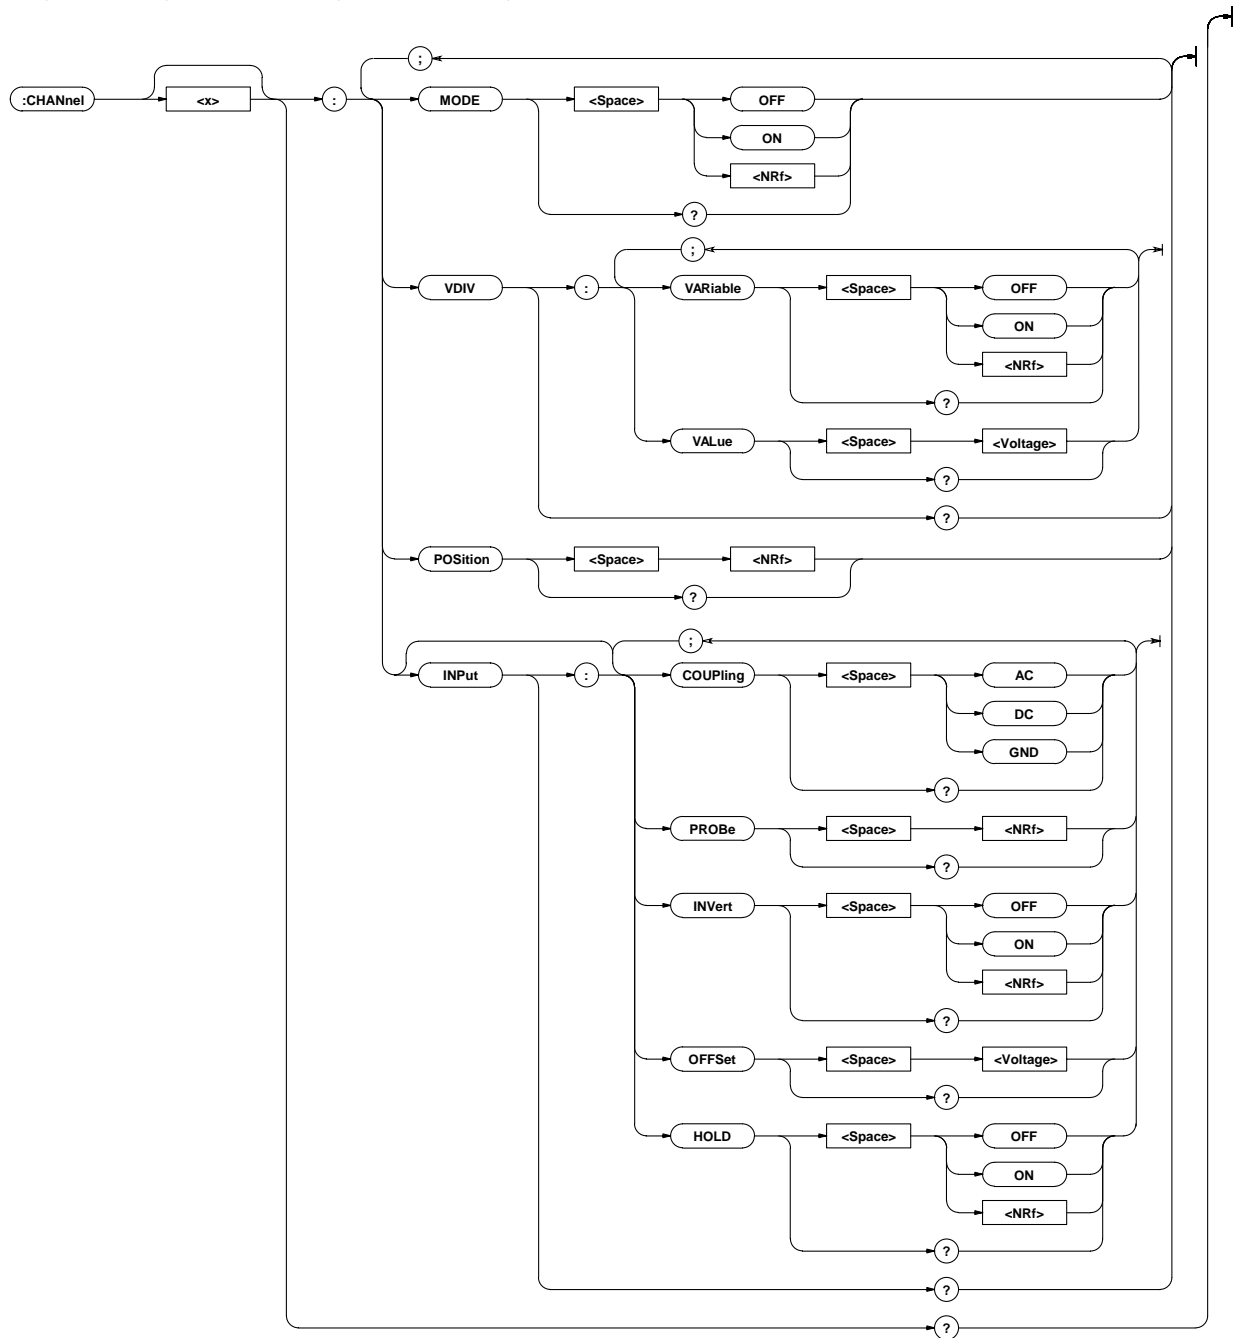 ;
:CHANnel <x> : MODE <Space> OFF
ON
<NRf>
?
;
VDIV : VARiable <Space> OFF
ON
<NRf>
?
VALue <Space> <Voltage>
?
?
POSition <Space> <NRf>
?
;
INPut : COUPling <Space> AC
DC
GND
?
PROBe <Space> <NRf>
?
INVert <Space> OFF
ON
<NRf>
?
OFFSet <Space> <Voltage>
?
HOLD <Space> OFF
ON
<NRf>
?
?
?